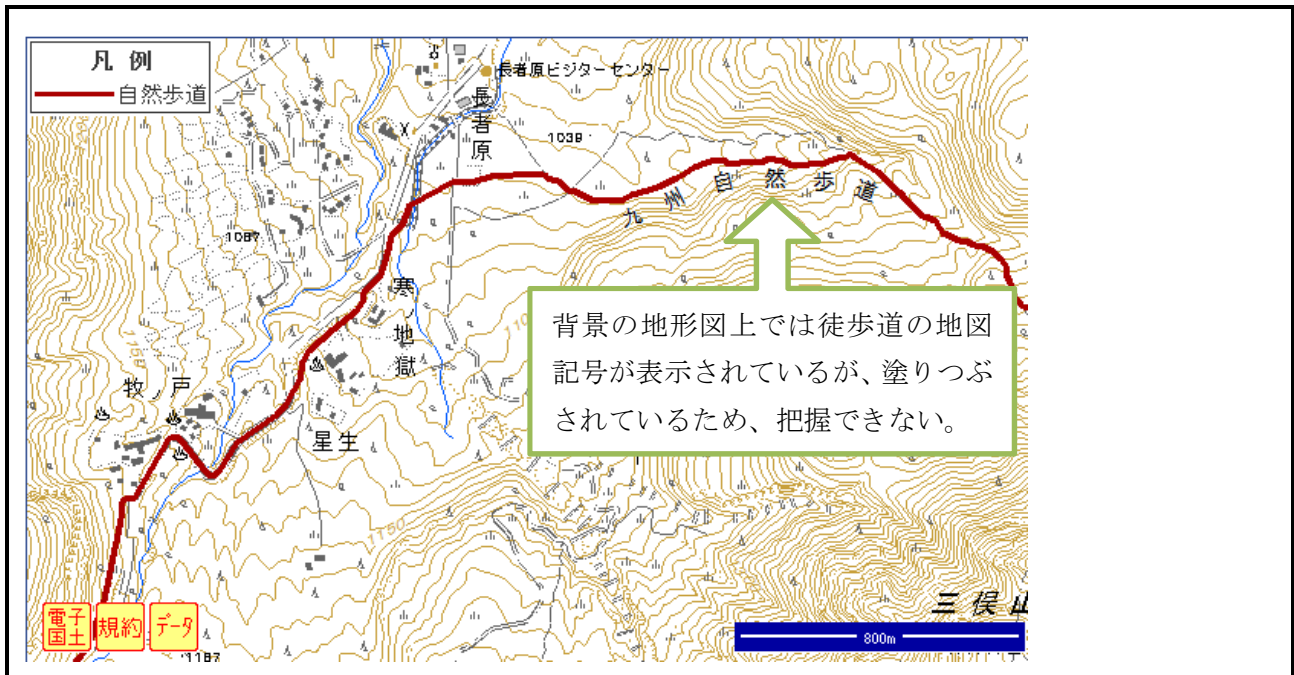 凡 例
自然歩道
長者原ビジターセンター
長者原
1039
九州自然歩道
1087
寒ノ地獄
背景の地形図上では徒歩道の地図
記号が表示されているが、塗りつぶ
されているため、把握できない。
牧ノ戸
星生
1150
三俣山
電子国土
規約
データ
800m
1187